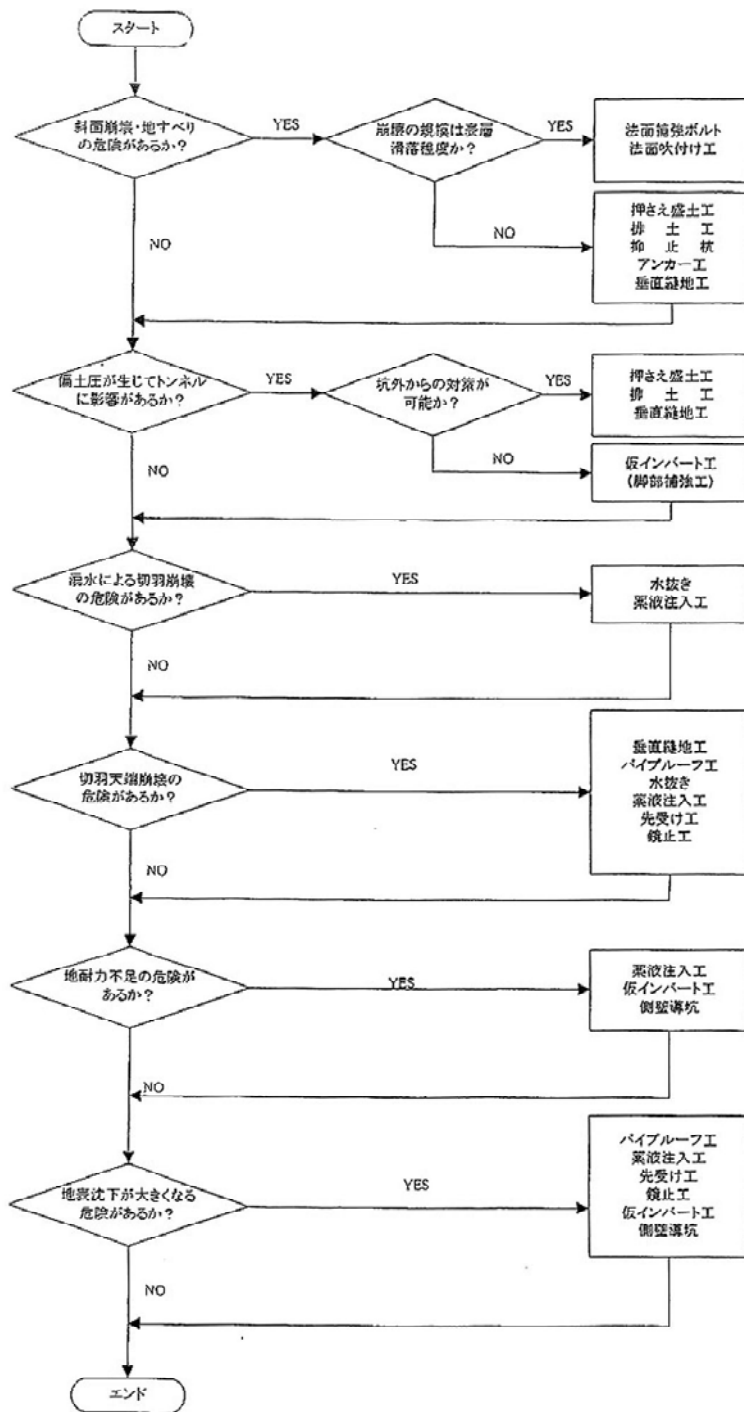 スタート
斜面崩壊・地すべり
の危険があるか？
YES
崩壊の規模は表層
滑落程度か？
YES
法面補強ボルト
法面吹付け工
NO
NO
押さえ盛土工
排　土　工
抑　止　杭
アンカー工
垂直縫地工
偏土圧が生じてトンネル
に影響があるか？
YES
坑外からの対策が
可能か？
YES
押さえ盛土工
排　土　工
垂直縫地工
NO
NO
仮インバート工
(脚部補強工)
湧水による切羽崩壊
の危険があるか？
YES
水抜き
薬液注入工
NO
切羽天端崩壊の
危険があるか？
YES
垂直縫地工
パイプルーフ工
水抜き
薬液注入工
先受け工
鏡止工
NO
地耐力不足の危険が
あるか？
YES
薬液注入工
仮インバート工
側壁導坑
NO
地表沈下が大きくなる
危険があるか？
YES
パイプルーフ工
薬液注入工
先受け工
鏡止工
仮インバート工
側壁導坑
NO
エンド